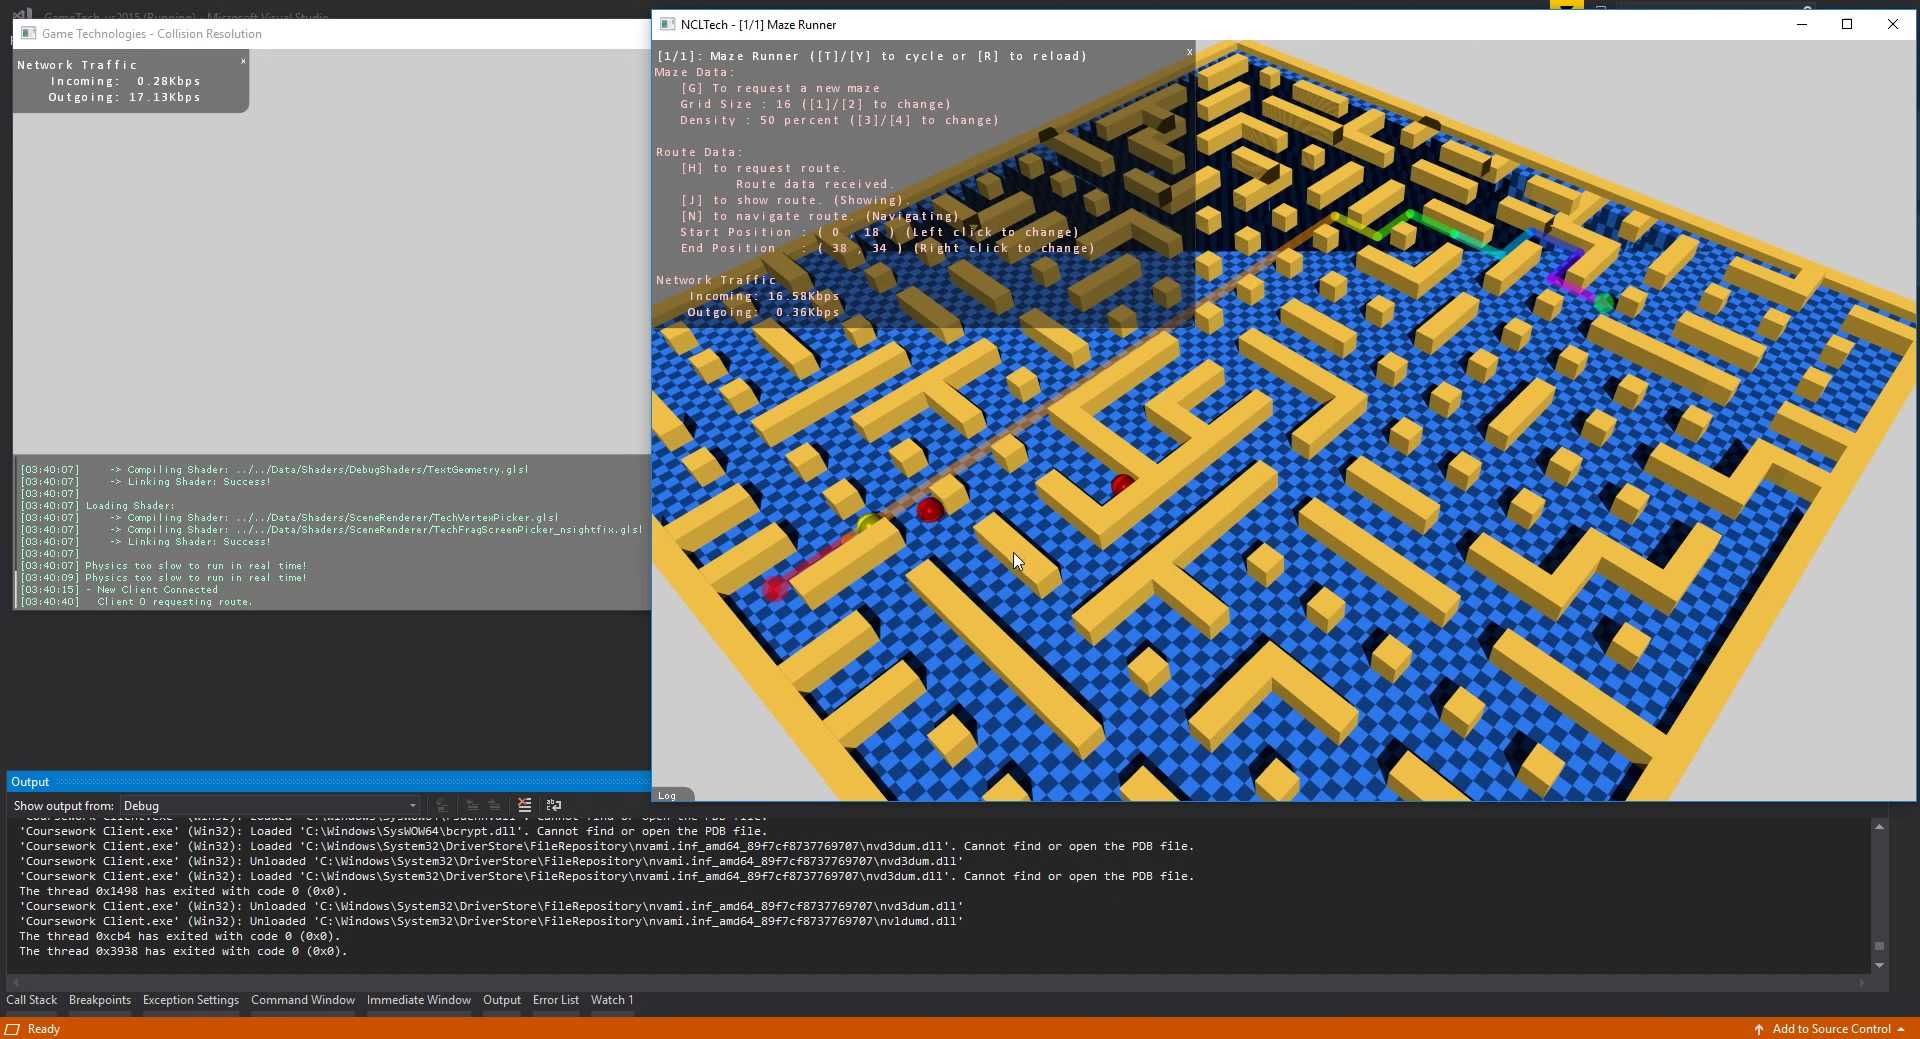 GameTech_vs2015 (Running) - Microsoft Visual Studio
Game Technologies - Collision Resolution
Network Traffic x
Incoming: 0.28Kbps
Outgoing: 17.13Kbps
[03:40:07] -> Compiling Shader: ../../Data/Shaders/DebugShaders/TextGeometry.glsl
[03:40:07] -> Linking Shader: Success!
[03:40:07]
[03:40:07] Loading Shader:
[03:40:07] -> Compiling Shader: ../../Data/Shaders/SceneRenderer/TechVertexPicker.glsl
[03:40:07] -> Compiling Shader: ../../Data/Shaders/SceneRenderer/TechFragScreenPicker_nsightfix.glsl
[03:40:07] -> Linking Shader: Success!
[03:40:07]
[03:40:07] Physics too slow to run in real time!
[03:40:09] Physics too slow to run in real time!
[03:40:15] - New Client Connected
[03:40:40] Client 0 requesting route.
NCLTech - [1/1] Maze Runner
[1/1]: Maze Runner ([T]/[Y] to cycle or [R] to reload) x
Maze Data:
[G] To request a new maze
Grid Size : 16 ([1]/[2] to change)
Density : 50 percent ([3]/[4] to change)
Route Data:
[H] to request route.
Route data received.
[J] to show route. (Showing).
[N] to navigate route. (Navigating)
Start Position : ( 0 , 18 ) (Left click to change)
End Position : ( 38 , 34 ) (Right click to change)
Network Traffic
Incoming: 16.58Kbps
Outgoing: 0.36Kbps
Log
Output
Show output from: Debug
'Coursework Client.exe' (Win32): Loaded 'C:\Windows\SysWOW64\bcrypt.dll'. Cannot find or open the PDB file.
'Coursework Client.exe' (Win32): Loaded 'C:\Windows\System32\DriverStore\FileRepository\nvami.inf_amd64_89f7cf8737769707\nvd3dum.dll'. Cannot find or open the PDB file.
'Coursework Client.exe' (Win32): Unloaded 'C:\Windows\System32\DriverStore\FileRepository\nvami.inf_amd64_89f7cf8737769707\nvd3dum.dll'
'Coursework Client.exe' (Win32): Loaded 'C:\Windows\System32\DriverStore\FileRepository\nvami.inf_amd64_89f7cf8737769707\nvd3dum.dll'. Cannot find or open the PDB file.
The thread 0x1498 has exited with code 0 (0x0).
'Coursework Client.exe' (Win32): Unloaded 'C:\Windows\System32\DriverStore\FileRepository\nvami.inf_amd64_89f7cf8737769707\nvd3dum.dll'
'Coursework Client.exe' (Win32): Unloaded 'C:\Windows\System32\DriverStore\FileRepository\nvami.inf_amd64_89f7cf8737769707\nvldumd.dll'
The thread 0xcb4 has exited with code 0 (0x0).
The thread 0x3938 has exited with code 0 (0x0).
Call Stack Breakpoints Exception Settings Command Window Immediate Window Output Error List Watch 1
Ready
Add to Source Control